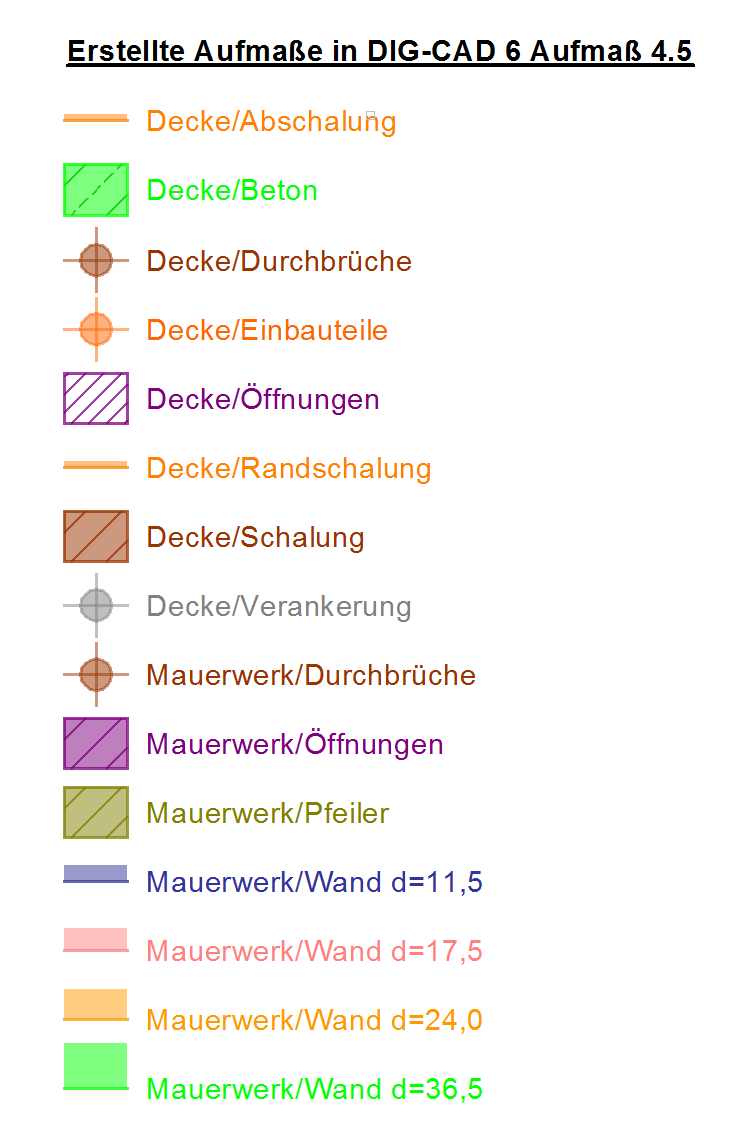 Erstellte Aufmaße in DIG-CAD 6 Aufmaß 4.5
Decke/Abschalung
Decke/Beton
Decke/Durchbrüche
Decke/Einbauteile
Decke/Öffnungen
Decke/Randschalung
Decke/Schalung
Decke/Verankerung
Mauerwerk/Durchbrüche
Mauerwerk/Öffnungen
Mauerwerk/Pfeiler
Mauerwerk/Wand d=11,5
Mauerwerk/Wand d=17,5
Mauerwerk/Wand d=24,0
Mauerwerk/Wand d=36,5